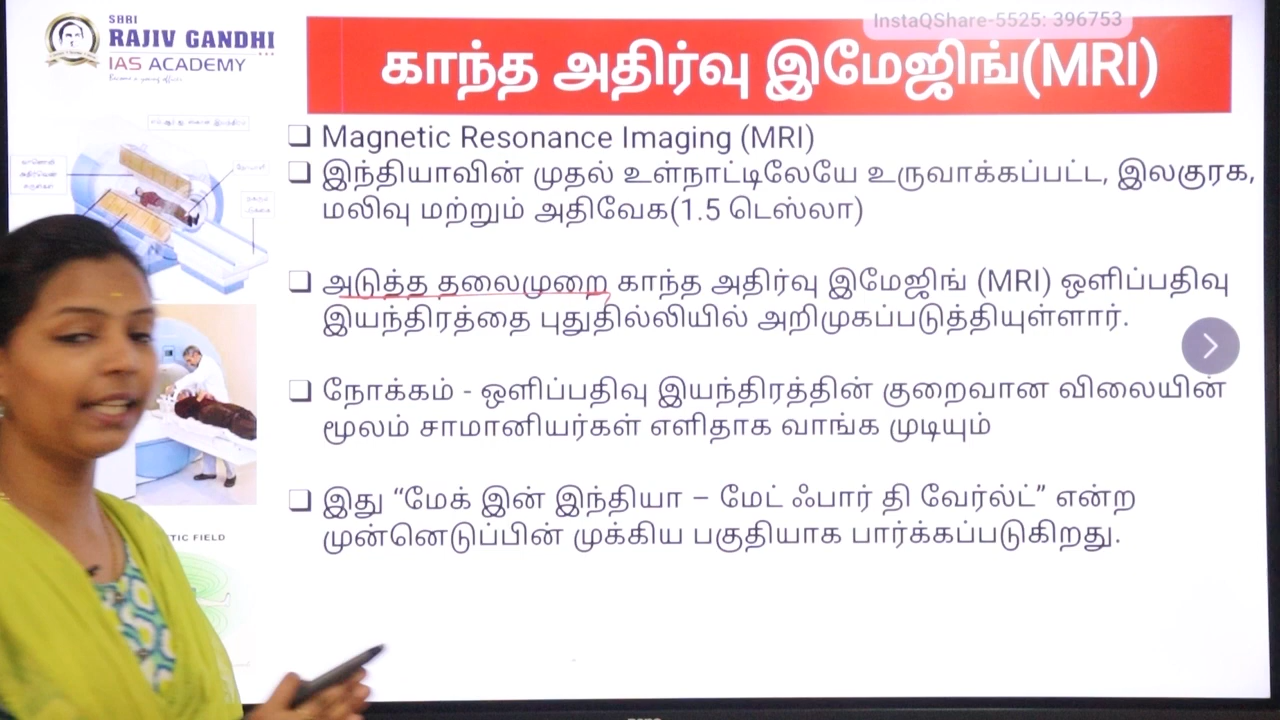 SHRI
RAJIV GANDHI
IAS ACADEMY
InstaQShare-5525: 396753
காந்த அதிர்வு இமேஜிங்(MRI)
❑ Magnetic Resonance Imaging (MRI)
❑ இந்தியாவின் முதல் உள்நாட்டிலேயே உருவாக்கப்பட்ட, இலகுரக,
மலிவு மற்றும் அதிவேக(1.5 டெஸ்லா)
❑ அடுத்த தலைமுறை காந்த அதிர்வு இமேஜிங் (MRI) ஒளிப்பதிவு
இயந்திரத்தை புதுதில்லியில் அறிமுகப்படுத்தியுள்ளார்.
❑ நோக்கம் - ஒளிப்பதிவு இயந்திரத்தின் குறைவான விலையின்
மூலம் சாமானியர்கள் எளிதாக வாங்க முடியும்
❑ இது “மேக் இன் இந்தியா – மேட் ஃபார் தி வேர்ல்ட்” என்ற
முன்னெடுப்பின் முக்கிய பகுதியாக பார்க்கப்படுகிறது.
TIC FIELD